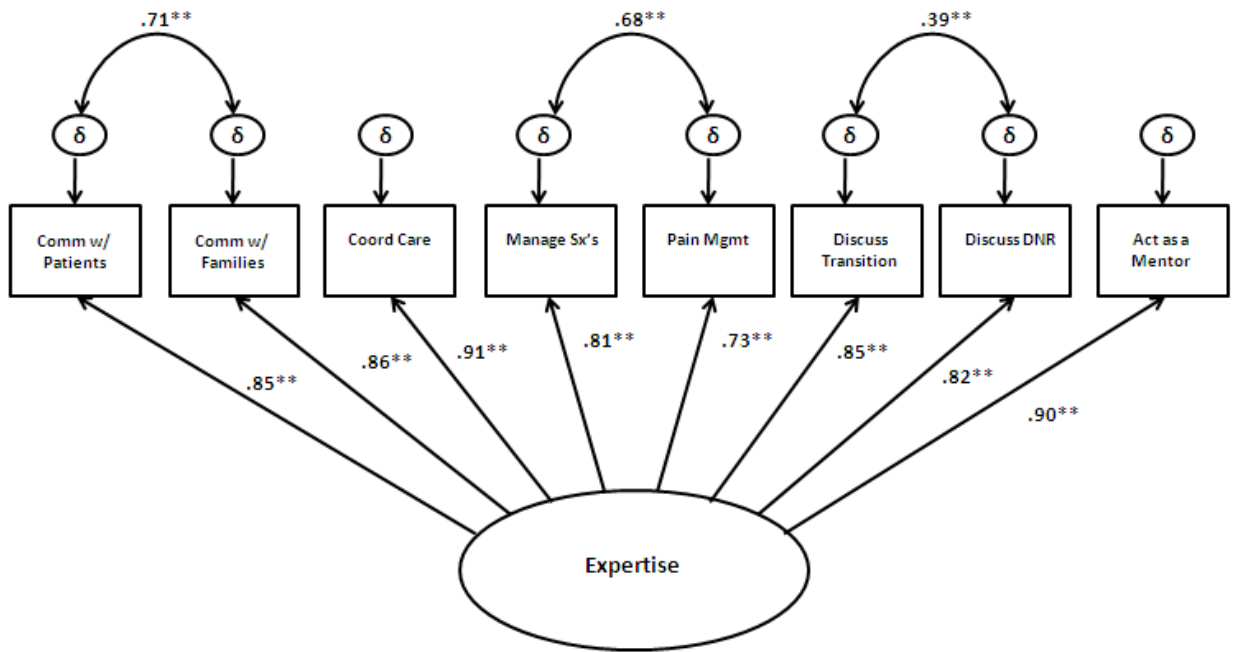 .71**
.68**
.39**
δ
δ
δ
δ
δ
δ
δ
δ
Comm w/
Patients
Comm w/
Families
Coord Care
Manage Sx's
Pain Mgmt
Discuss
Transition
Discuss DNR
Act as a
Mentor
.85**
.86**
.91**
.81**
.73**
.85**
.82**
.90**
Expertise